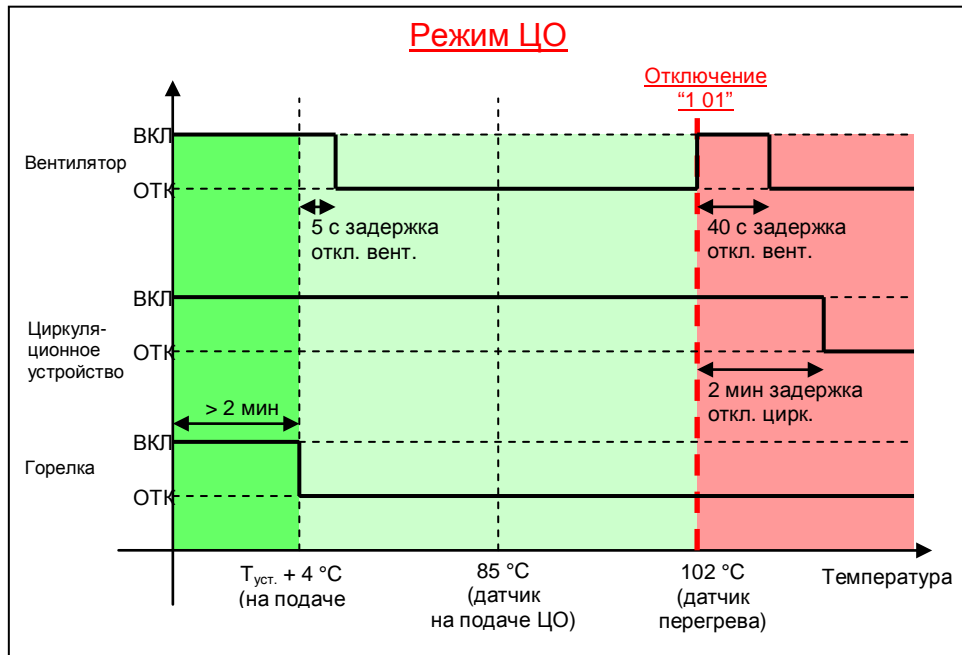 Режим ЦО
Отключение
“1 01”
ВКЛ
Вентилятор
ОТК
5 с задержка
откл. вент.
40 с задержка
откл. вент.
ВКЛ
Циркуля-
ционное
устройство
ОТК
2 мин задержка
откл. цирк.
> 2 мин
ВКЛ
Горелка
ОТК
Tуст. + 4 °C
(на подаче
85 °C
(датчик
на подаче ЦО)
102 °C
(датчик
перегрева)
Температура